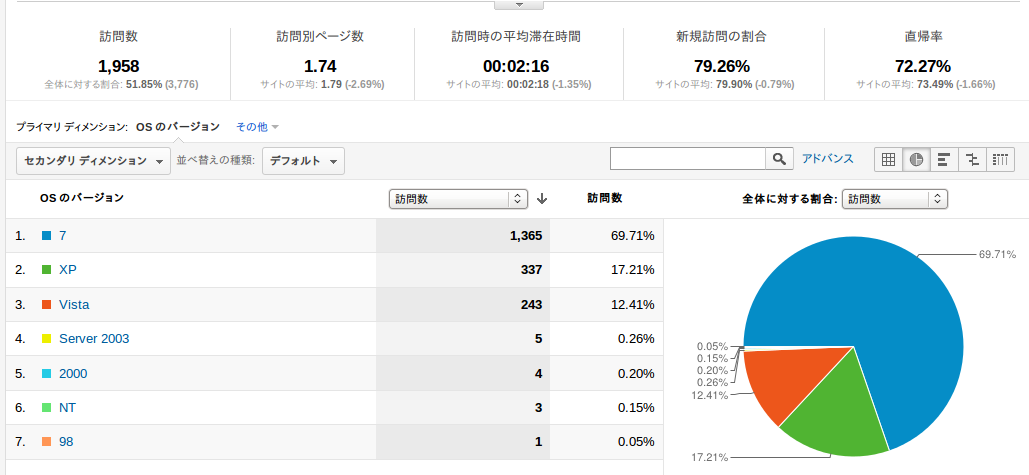 訪問数 訪問別ページ数 訪問時の平均滞在時間 新規訪問の割合 直帰率
1,958 1.74 00:02:16 79.26% 72.27%
全体に対する割合: 51.85% (3,776) サイトの平均: 1.79 (-2.69%) サイトの平均: 00:02:18 (-1.35%) サイトの平均: 79.90% (-0.79%) サイトの平均: 73.49% (-1.66%)
プライマリ ディメンション: OS のバージョン その他
セカンダリ ディメンション 並べ替えの種類: デフォルト アドバンス
OS のバージョン 訪問数 訪問数 全体に対する割合: 訪問数
1. 7 1,365 69.71%
2. XP 337 17.21%
3. Vista 243 12.41%
4. Server 2003 5 0.26%
5. 2000 4 0.20%
6. NT 3 0.15%
7. 98 1 0.05%
69.71%
0.05%
0.15%
0.20%
0.26%
12.41%
17.21%